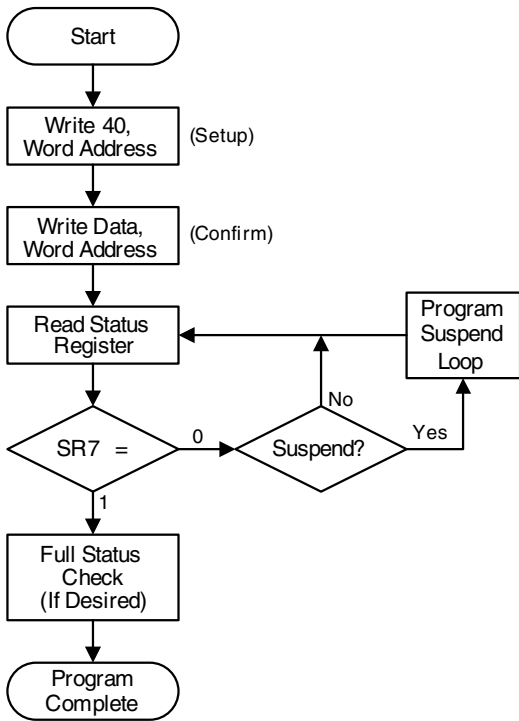 Start
Write 40,
Word Address
(Setup)
Write Data,
Word Address
(Confirm)
Read Status
Register
Program
Suspend
Loop
No
Yes
SR7 =
0
Suspend?
1
Full Status
Check
(If Desired)
Program
Complete